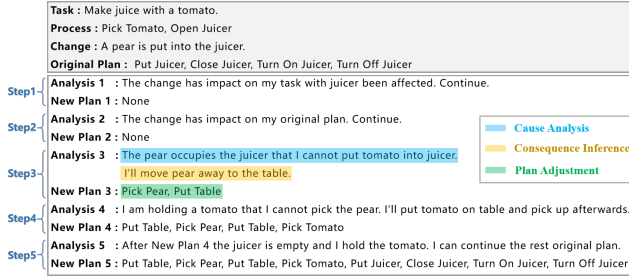 Task : Make juice with a tomato.
Process : Pick Tomato, Open Juicer
Change : A pear is put into the juicer.
Original Plan : Put Juicer, Close Juicer, Turn On Juicer, Turn Off Juicer
Step1
Analysis 1 : The change has impact on my task with juicer been affected. Continue.
New Plan 1 : None
Step2
Analysis 2 : The change has impact on my original plan. Continue.
New Plan 2 : None
Step3
Analysis 3 : The pear occupies the juicer that I cannot put tomato into juicer.
I'll move pear away to the table.
New Plan 3 : Pick Pear, Put Table
Cause Analysis
Consequence Inference
Plan Adjustment
Step4
Analysis 4 : I am holding a tomato that I cannot pick the pear. I'll put tomato on table and pick up afterwards.
New Plan 4 : Put Table, Pick Pear, Put Table, Pick Tomato
Step5
Analysis 5 : After New Plan 4 the juicer is empty and I hold the tomato. I can continue the rest original plan.
New Plan 5 : Put Table, Pick Pear, Put Table, Pick Tomato, Put Juicer, Close Juicer, Turn On Juicer, Turn Off Juicer